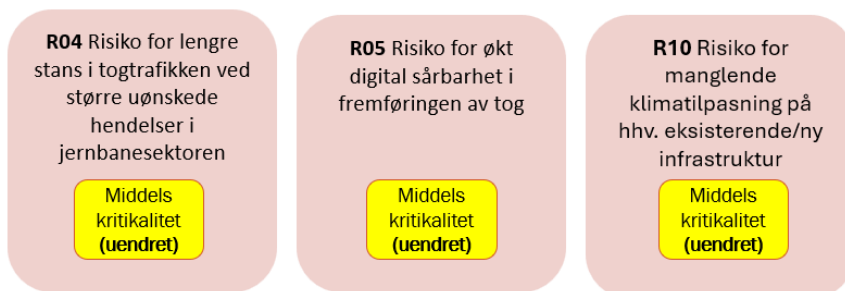 R04 Risiko for lengre
stans i togtrafikken ved
større uønskede
hendelser i
jernbanesektoren
Middels
kritikalitet
(uendret)
R05 Risiko for økt
digital sårbarhet i
fremføringen av tog
Middels
kritikalitet
(uendret)
R10 Risiko for
manglende
klimatilpasning på
hhv. eksisterende/ny
infrastruktur
Middels
kritikalitet
(uendret)